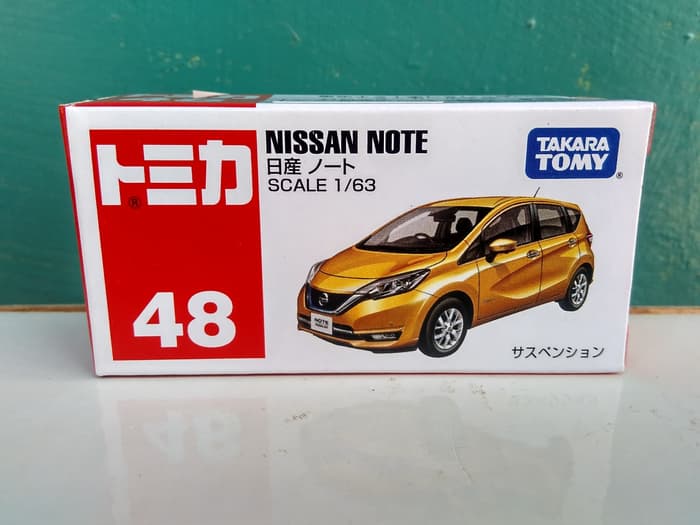 トミカ®
48
NISSAN NOTE
日産 ノート
SCALE 1/63
TAKARA
TOMY®
NOTE
サスペンション